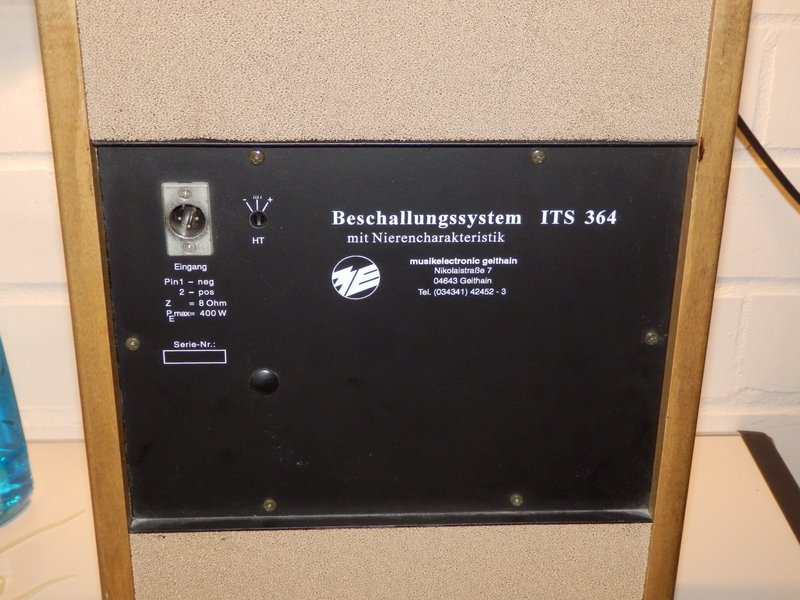 Beschallungssystem ITS 364
mit Nierencharakteristik
musikelectronic geithain
Nikolaistraße 7
04643 Geithain
Tel. (034341) 42452 - 3
- +
HT
Eingang
Pin1 – neg
2 – pos
Z = 8 Ohm
P max= 400 W
E
Serie-Nr.: